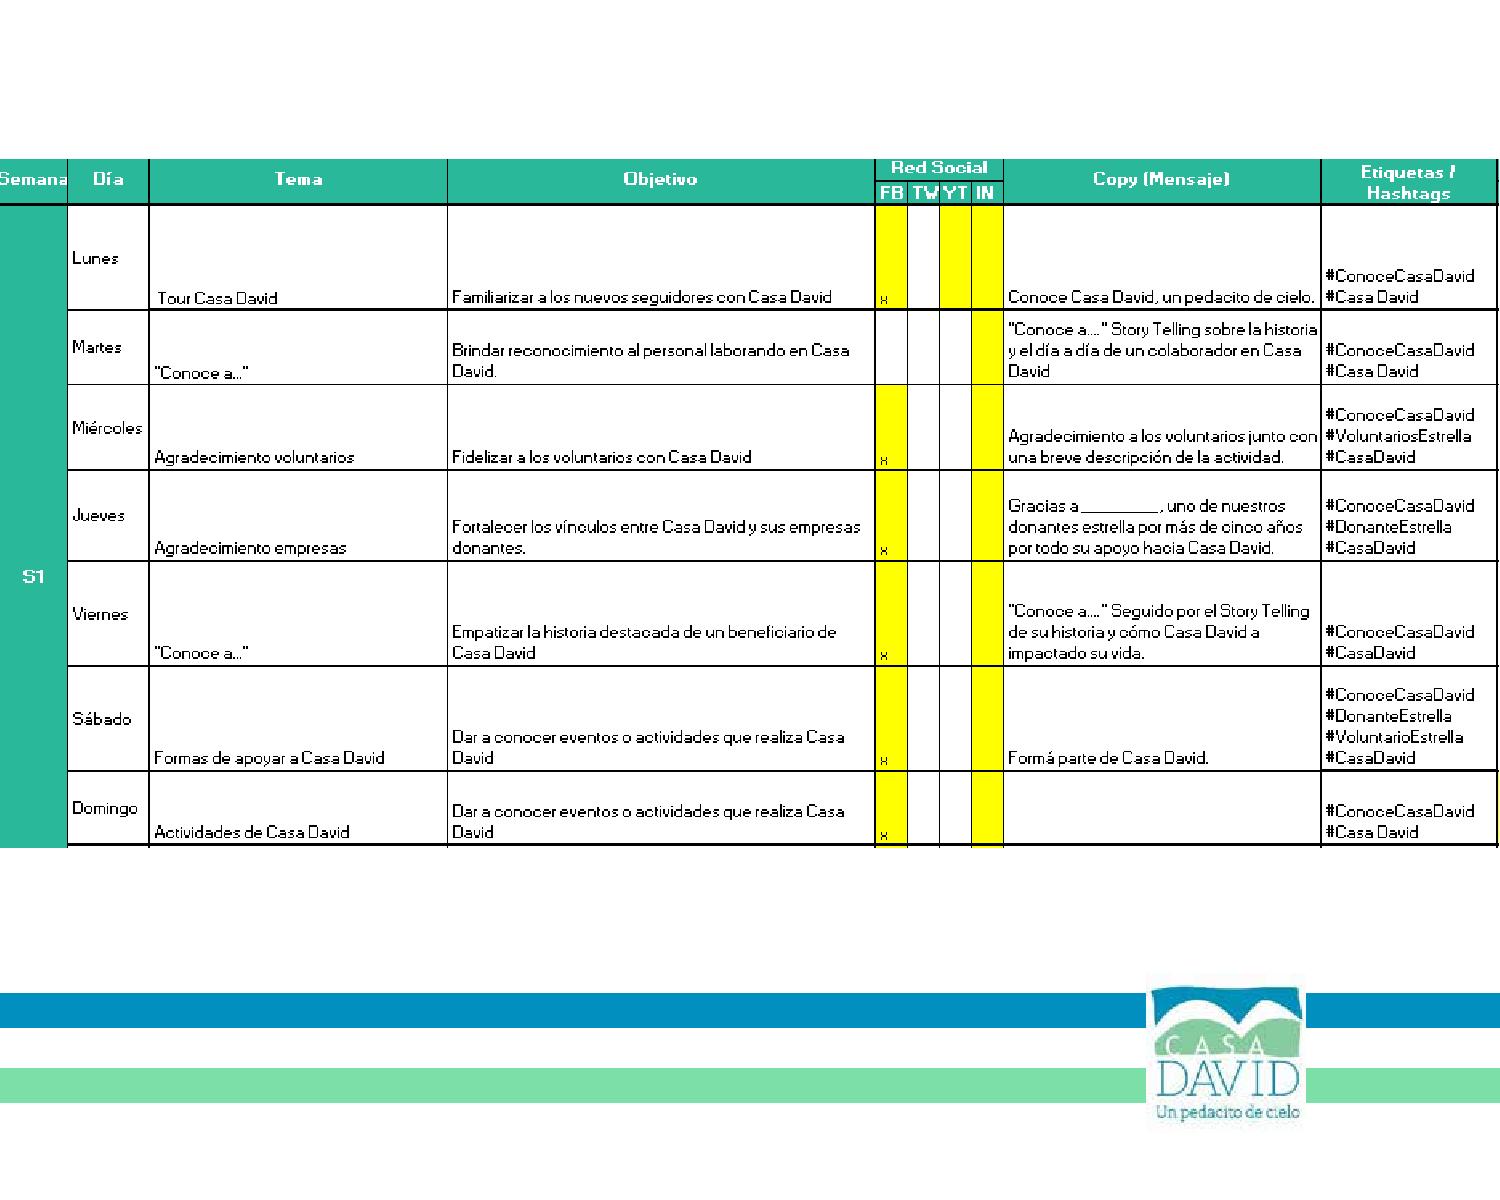 Semana Día Tema Objetivo Red Social Copy (Mensaje) Etiquetas / Hashtags
FB TW YT IN
S1
Lunes
Tour Casa David
Familiarizar a los nuevos seguidores con Casa David
x
Conoce Casa David, un pedacito de cielo.
#ConoceCasaDavid
#Casa David
Martes
"Conoce a..."
Brindar reconocimiento al personal laborando en Casa
David.
"Conoce a...." Story Telling sobre la historia
y el día a día de un colaborador en Casa
David
#ConoceCasaDavid
#Casa David
Miércoles
Agradecimiento voluntarios
Fidelizar a los voluntarios con Casa David
x
Agradecimiento a los voluntarios junto con
una breve descripción de la actividad.
#ConoceCasaDavid
#VoluntariosEstrella
#CasaDavid
Jueves
Agradecimiento empresas
Fortalecer los vínculos entre Casa David y sus empresas
donantes.
x
Gracias a _________, uno de nuestros
donantes estrella por más de cinco años
por todo su apoyo hacia Casa David.
#ConoceCasaDavid
#DonanteEstrella
#CasaDavid
Viernes
"Conoce a..."
Empatizar la historia destacada de un beneficiario de
Casa David
x
"Conoce a...." Seguido por el Story Telling
de su historia y cómo Casa David a
impactado su vida.
#ConoceCasaDavid
#CasaDavid
Sábado
Formas de apoyar a Casa David
Dar a conocer eventos o actividades que realiza Casa
David
x
Formá parte de Casa David.
#ConoceCasaDavid
#DonanteEstrella
#VoluntarioEstrella
#CasaDavid
Domingo
Actividades de Casa David
Dar a conocer eventos o actividades que realiza Casa
David
x
#ConoceCasaDavid
#Casa David
CASA
DAVID
Un pedacito de cielo